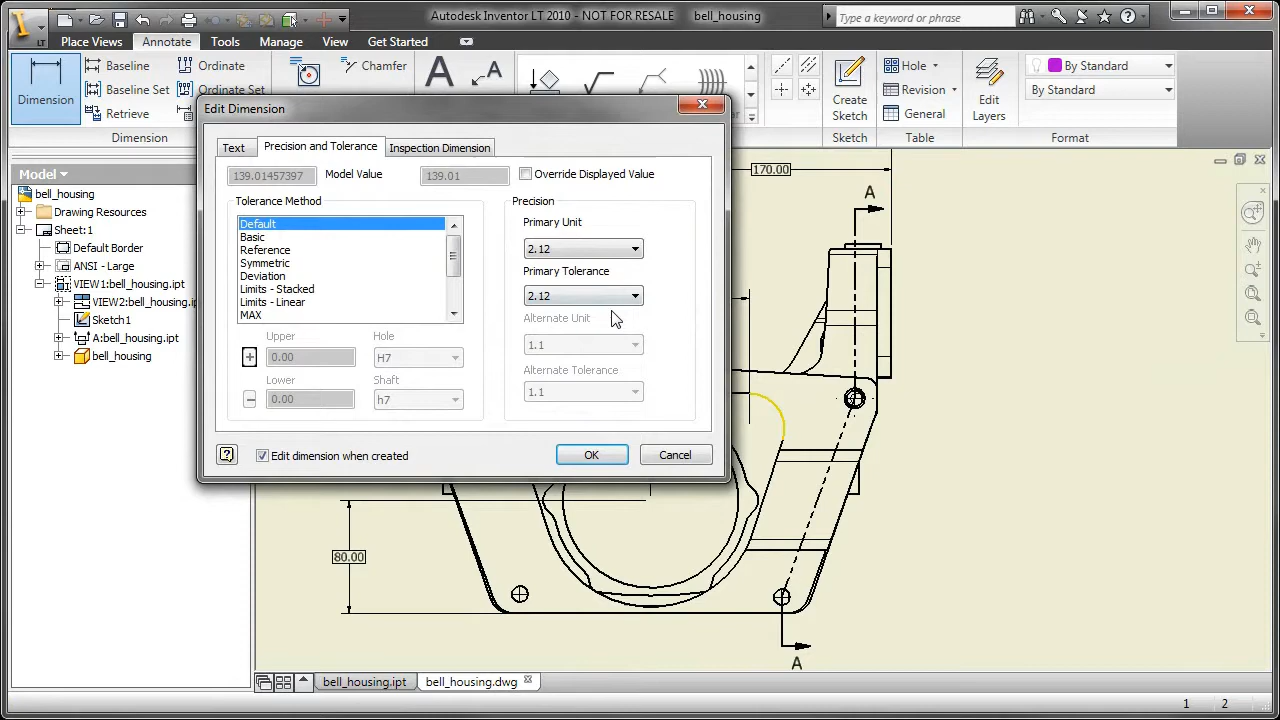 Autodesk Inventor LT 2010 - NOT FOR RESALE bell_housing
Type a keyword or phrase
LT
Place Views Annotate Tools Manage View Get Started
Dimension
Baseline
Baseline Set
Retrieve
Ordinate
Ordinate Set
Chamfer
Dimension
Create
Sketch
Sketch
Hole
Revision
General
Table
Edit
Layers
By Standard
By Standard
Format
Model
bell_housing
Drawing Resources
Sheet:1
Default Border
ANSI - Large
VIEW1:bell_housing.ipt
VIEW2:bell_housing.ip
Sketch1
A:bell_housing.ipt
bell_housing
Edit Dimension
Text Precision and Tolerance Inspection Dimension
139.01457397 Model Value 139.01 Override Displayed Value
Tolerance Method
Default
Basic
Reference
Symmetric
Deviation
Limits - Stacked
Limits - Linear
MAX
Upper Hole
0.00 H7
Lower Shaft
0.00 h7
Precision
Primary Unit
2.12
Primary Tolerance
2.12
Alternate Unit
1.1
Alternate Tolerance
1.1
Edit dimension when created
OK Cancel
170.00
A
80.00
A
bell_housing.ipt bell_housing.dwg
1 2